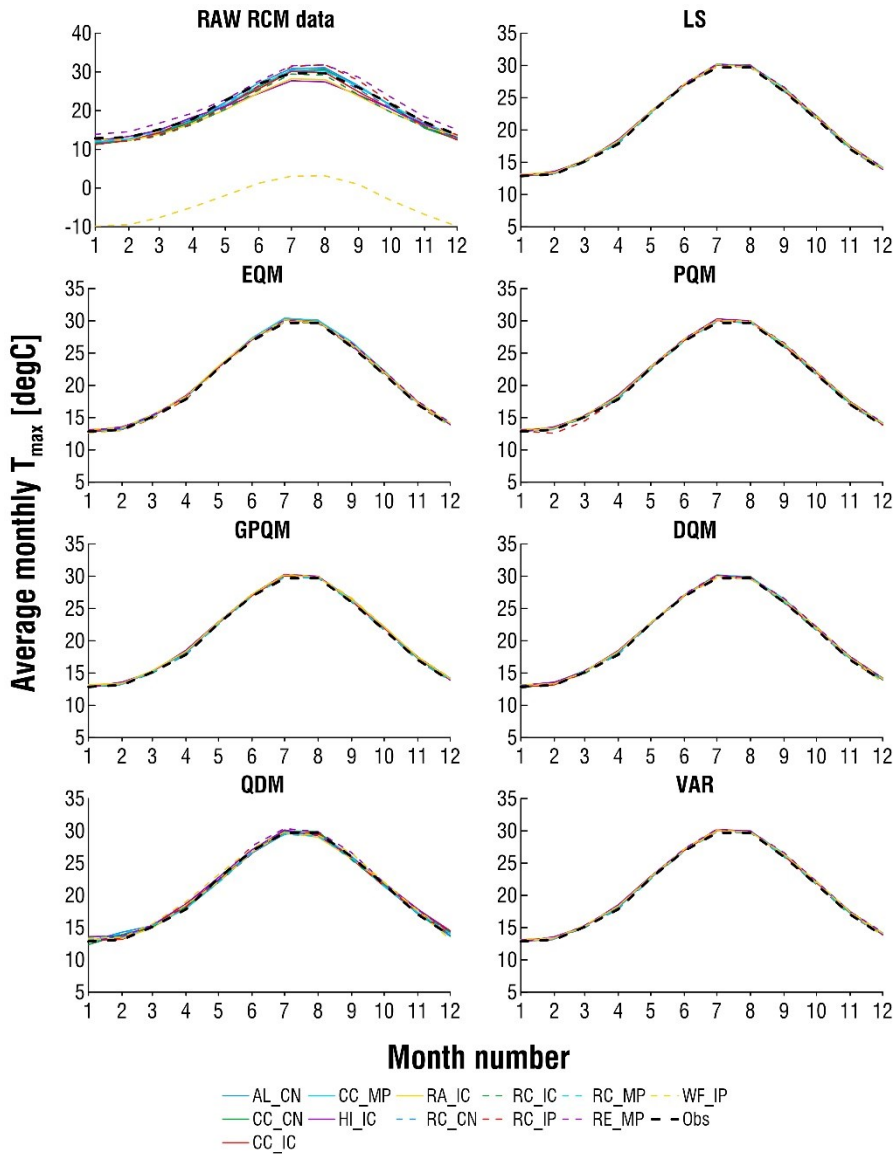 RAW RCM data
40
30
20
10
0
-10
1 2 3 4 5 6 7 8 9 10 11 12
LS
35
30
25
20
15
10
5
1 2 3 4 5 6 7 8 9 10 11 12
EQM
35
30
25
20
15
10
5
1 2 3 4 5 6 7 8 9 10 11 12
PQM
35
30
25
20
15
10
5
1 2 3 4 5 6 7 8 9 10 11 12
GPQM
35
30
25
20
15
10
5
1 2 3 4 5 6 7 8 9 10 11 12
DQM
35
30
25
20
15
10
5
1 2 3 4 5 6 7 8 9 10 11 12
QDM
35
30
25
20
15
10
5
1 2 3 4 5 6 7 8 9 10 11 12
VAR
35
30
25
20
15
10
5
1 2 3 4 5 6 7 8 9 10 11 12
Average monthly Tmax [degC]
Month number
AL_CN CC_MP RA_IC RC_IC RC_MP WF_IP
CC_CN HI_IC RC_CN RC_IP RE_MP Obs
CC_IC